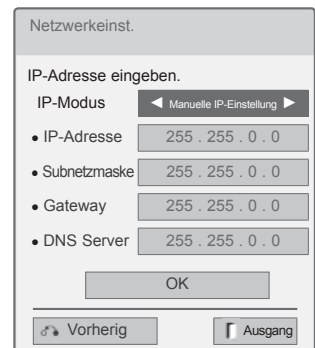 Netzwerkeinst.
IP-Adresse eingeben.
IP-Modus ◀ Manuelle IP-Einstellung ▶
• IP-Adresse 255 . 255 . 0 . 0
• Subnetzmaske 255 . 255 . 0 . 0
• Gateway 255 . 255 . 0 . 0
• DNS Server 255 . 255 . 0 . 0
OK
Vorherig Ausgang